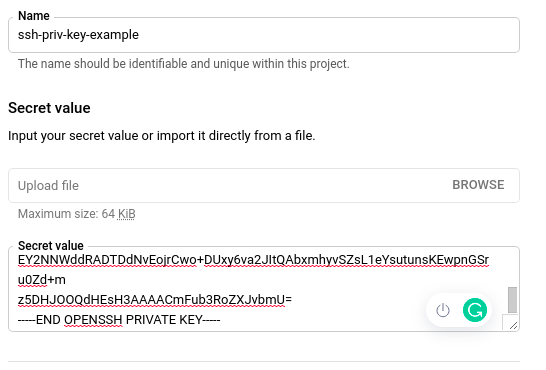 Name
ssh-priv-key-example
The name should be identifiable and unique within this project.
Secret value
Input your secret value or import it directly from a file.
Upload file
BROWSE
Maximum size: 64 KiB
Secret value
EY2NNWddRADTDdNvEojrCwo+DUxy6va2JItQAbxmhyvSZsL1eYsutunsKEwpnGSr
u0Zd+m
z5DHJOOQdHEsH3AAAACmFub3RoZXJvbmU=
-----END OPENSSH PRIVATE KEY-----